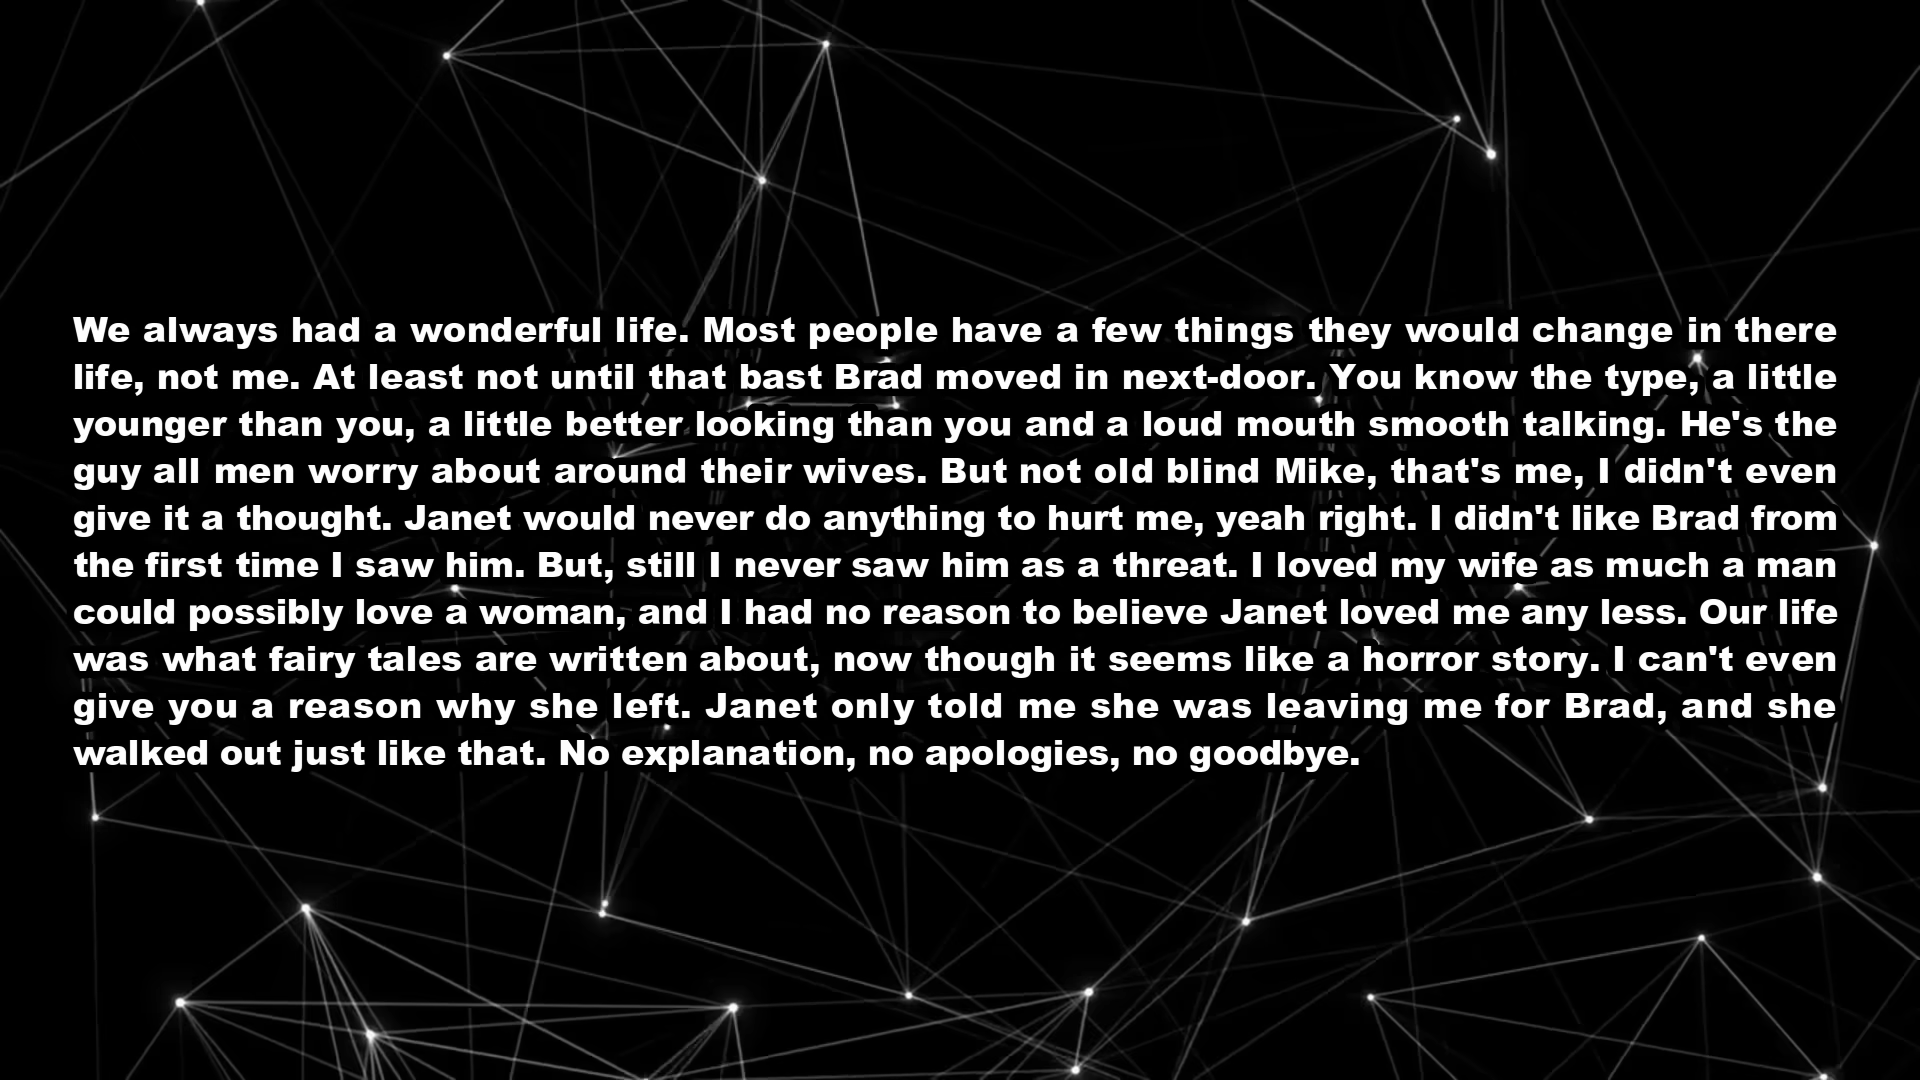 We always had a wonderful life. Most people have a few things they would change in there
life, not me. At least not until that bast Brad moved in next-door. You know the type, a little
younger than you, a little better looking than you and a loud mouth smooth talking. He's the
guy all men worry about around their wives. But not old blind Mike, that's me, I didn't even
give it a thought. Janet would never do anything to hurt me, yeah right. I didn't like Brad from
the first time I saw him. But, still I never saw him as a threat. I loved my wife as much a man
could possibly love a woman, and I had no reason to believe Janet loved me any less. Our life
was what fairy tales are written about, now though it seems like a horror story. I can't even
give you a reason why she left. Janet only told me she was leaving me for Brad, and she
walked out just like that. No explanation, no apologies, no goodbye.